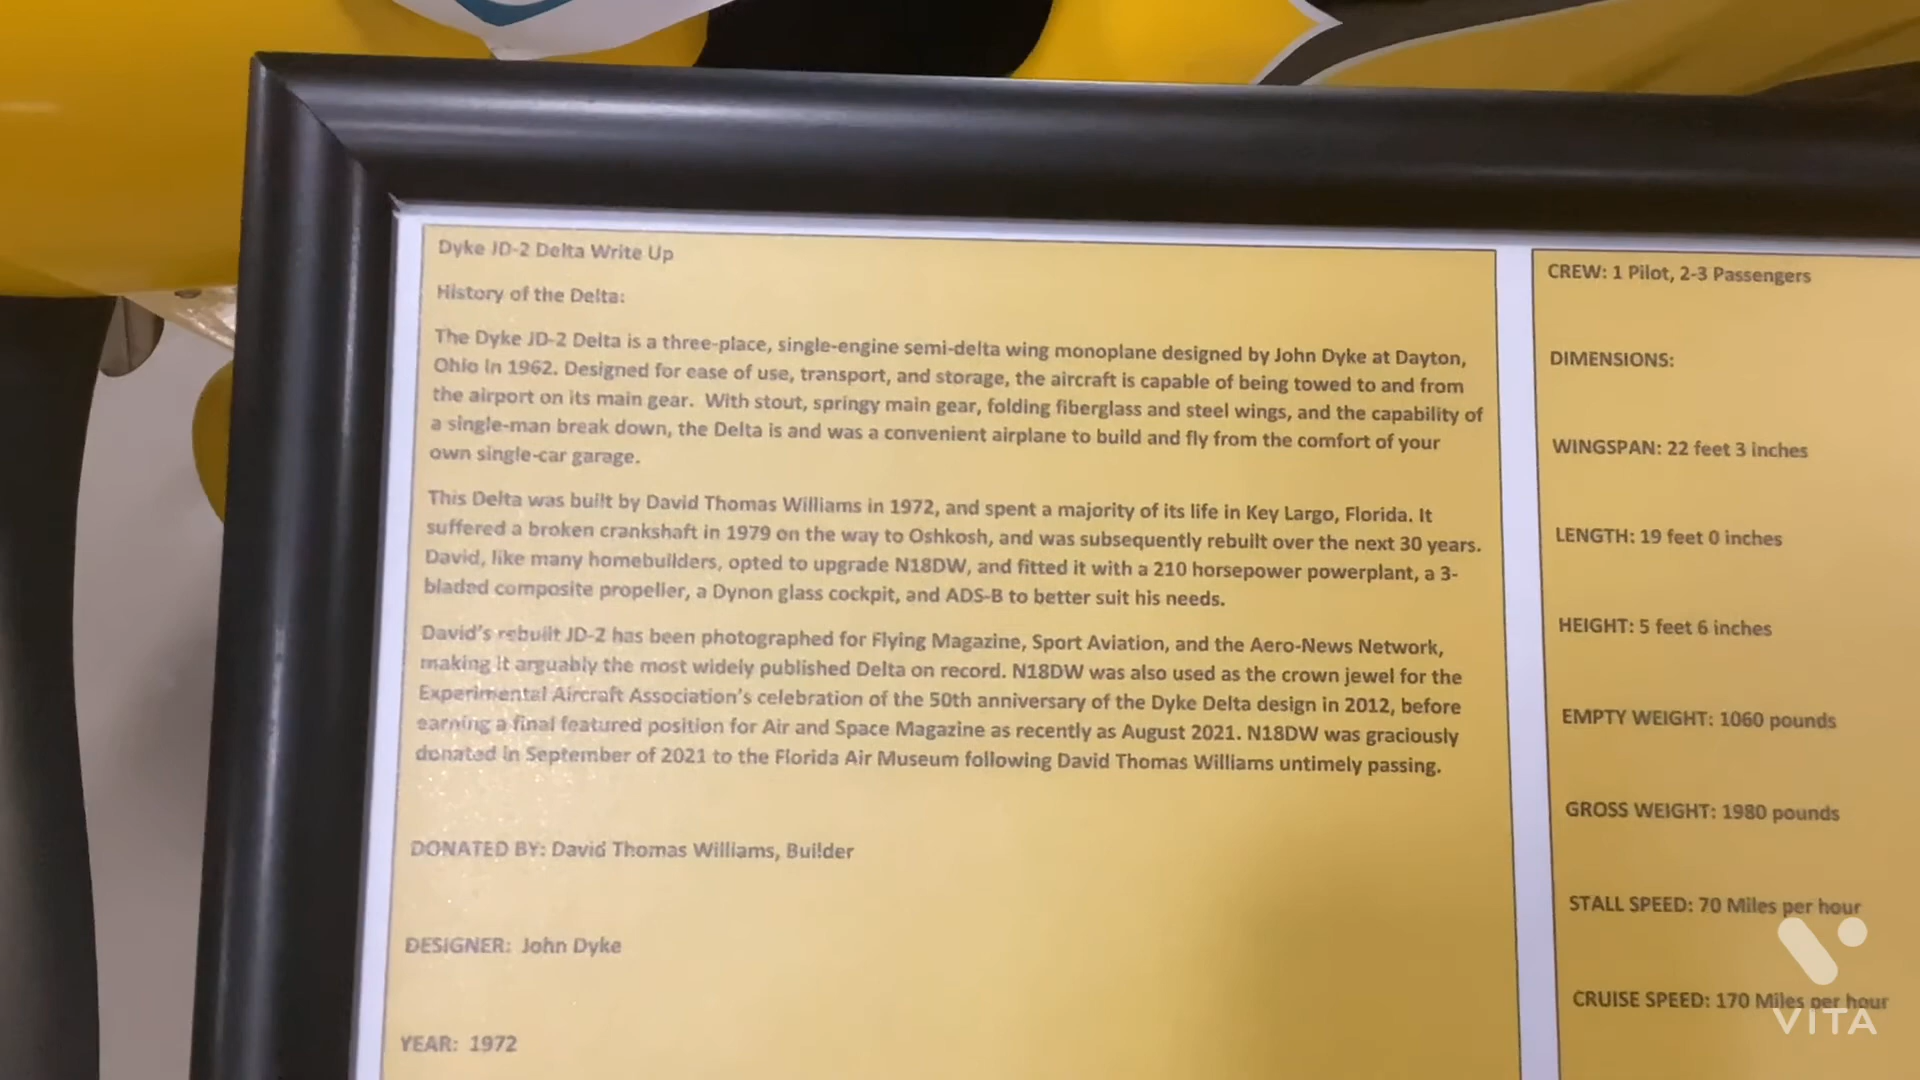 Dyke JD-2 Delta Write Up
History of the Delta:
The Dyke JD-2 Delta is a three-place, single-engine semi-delta wing monoplane designed by John Dyke at Dayton,
Ohio in 1962. Designed for ease of use, transport, and storage, the aircraft is capable of being towed to and from
the airport on its main gear. With stout, springy main gear, folding fiberglass and steel wings, and the capability of
a single-man break down, the Delta is and was a convenient airplane to build and fly from the comfort of your
own single-car garage.
This Delta was built by David Thomas Williams in 1972, and spent a majority of its life in Key Largo, Florida. It
suffered a broken crankshaft in 1979 on the way to Oshkosh, and was subsequently rebuilt over the next 30 years.
David, like many homebuilders, opted to upgrade N18DW, and fitted it with a 210 horsepower powerplant, a 3-
bladed composite propeller, a Dynon glass cockpit, and ADS-B to better suit his needs.
David's rebuilt JD-2 has been photographed for Flying Magazine, Sport Aviation, and the Aero-News Network,
making it arguably the most widely published Delta on record. N18DW was also used as the crown jewel for the
Experimental Aircraft Association's celebration of the 50th anniversary of the Dyke Delta design in 2012, before
earning a final featured position for Air and Space Magazine as recently as August 2021. N18DW was graciously
donated in September of 2021 to the Florida Air Museum following David Thomas Williams untimely passing.
DONATED BY: David Thomas Williams, Builder
DESIGNER: John Dyke
YEAR: 1972
CREW: 1 Pilot, 2-3 Passengers
DIMENSIONS:
WINGSPAN: 22 feet 3 inches
LENGTH: 19 feet 0 inches
HEIGHT: 5 feet 6 inches
EMPTY WEIGHT: 1060 pounds
GROSS WEIGHT: 1980 pounds
STALL SPEED: 70 Miles per hour
CRUISE SPEED: 170 Miles per hour
VITA